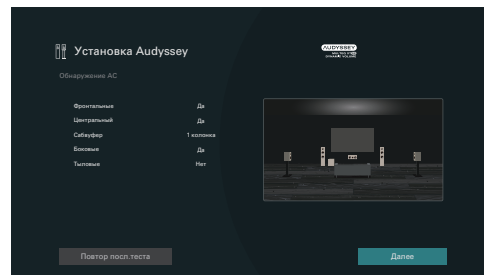 Установка Audyssey
AUDYSSEY
Обнаружение АС
Фронтальные Да
Центральный Да
Сабвуфер 1 колонка
Боковые Да
Тыловые Нет
Повтор посл.теста
Далее